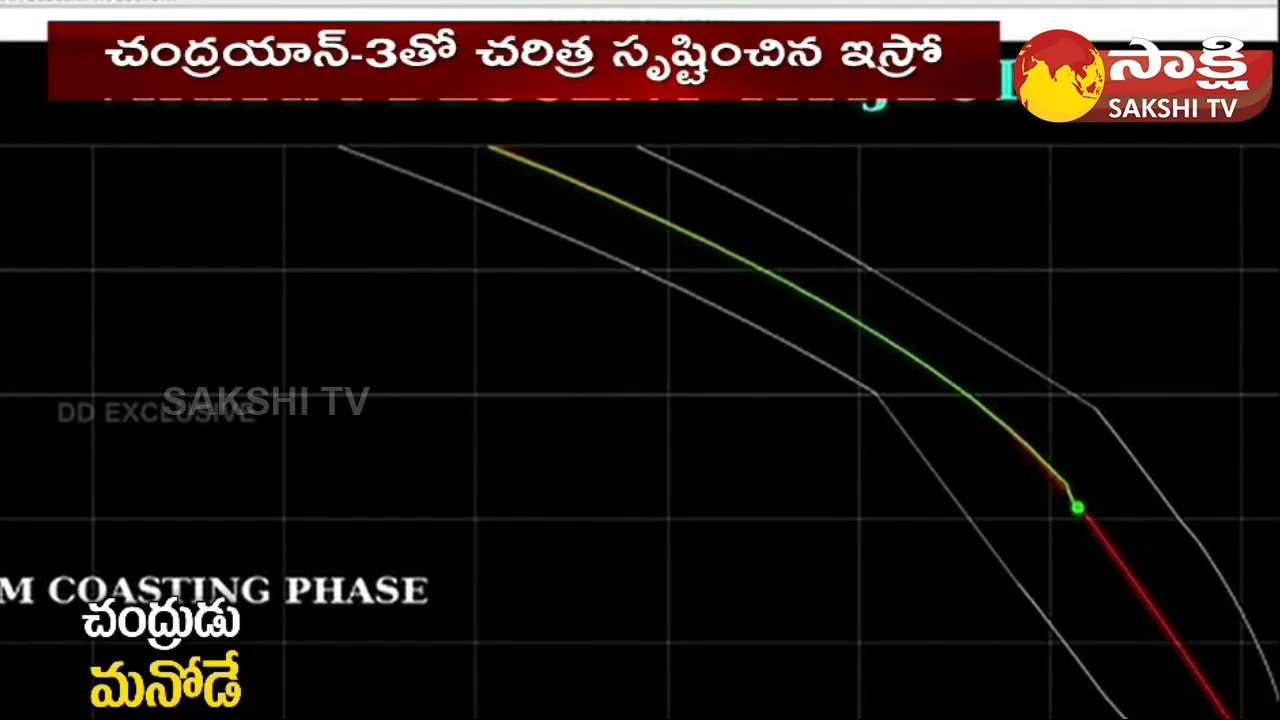 చంద్రయాన్-3తో చరిత్ర సృష్టించిన ఇస్రో
సాక్షి
SAKSHI TV
SAKSHI TV
DD EXCLUSIVE
M COASTING PHASE
చంద్రుడు
మనోడే